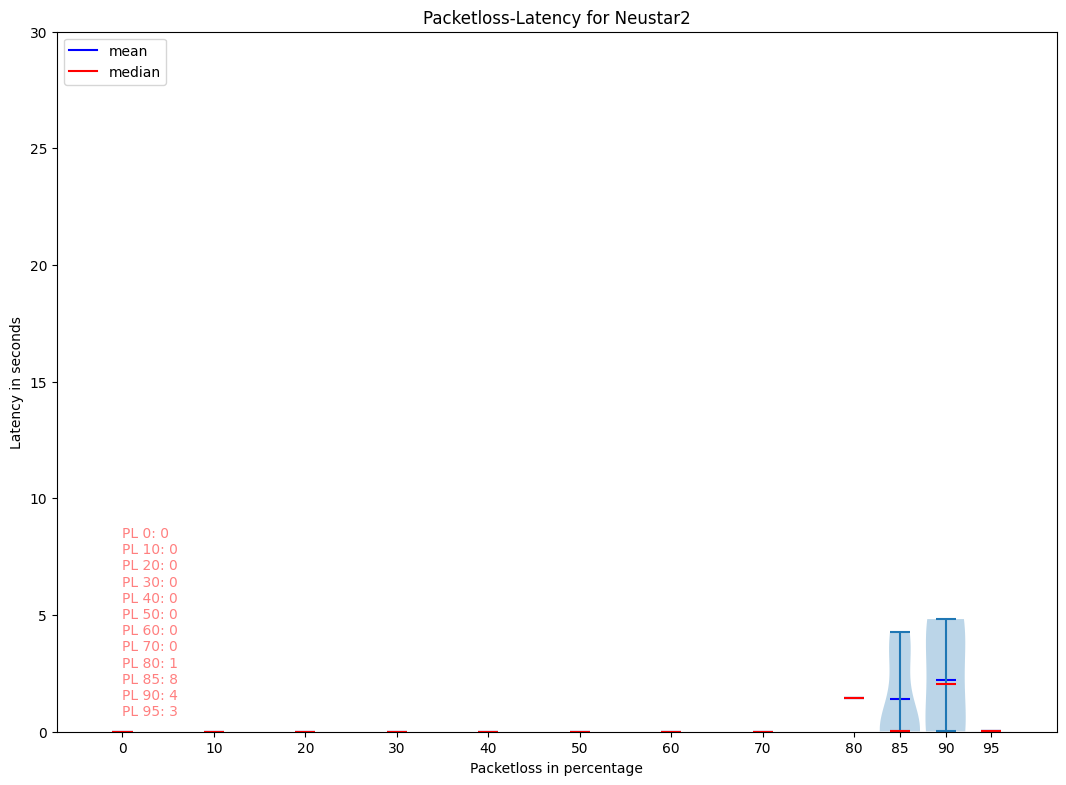 Packetloss-Latency for Neustar2
mean
median
30
25
20
15
10
5
0
Latency in seconds
PL 0: 0
PL 10: 0
PL 20: 0
PL 30: 0
PL 40: 0
PL 50: 0
PL 60: 0
PL 70: 0
PL 80: 1
PL 85: 8
PL 90: 4
PL 95: 3
0 10 20 30 40 50 60 70 80 85 90 95
Packetloss in percentage